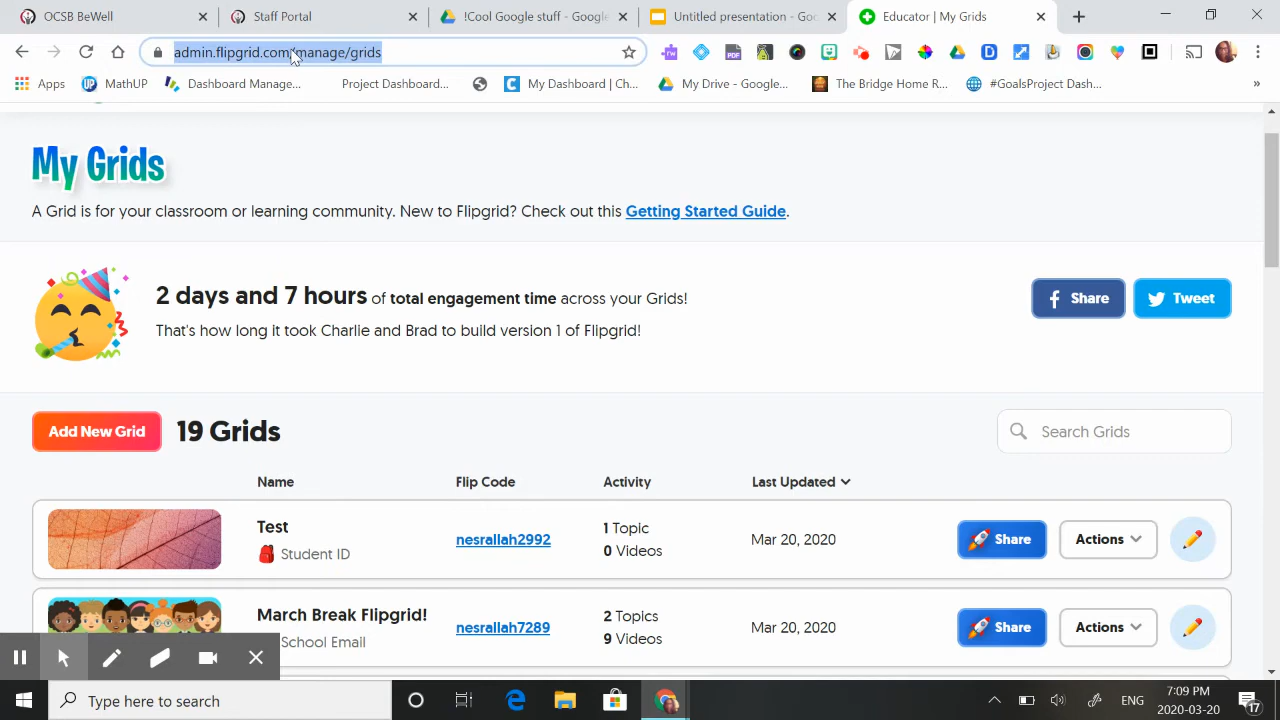 OCSB BeWell
Staff Portal
!Cool Google stuff - Google
Untitled presentation - Go
Educator | My Grids
admin.flipgrid.com/manage/grids
Apps
MathUP
Dashboard Manage...
Project Dashboard...
My Dashboard | Ch...
My Drive - Google...
The Bridge Home R...
#GoalsProject Dash...
»
My Grids
A Grid is for your classroom or learning community. New to Flipgrid? Check out this Getting Started Guide.
2 days and 7 hours of total engagement time across your Grids!
That's how long it took Charlie and Brad to build version 1 of Flipgrid!
Share
Tweet
Add New Grid
19 Grids
Search Grids
Name
Flip Code
Activity
Last Updated
Test
Student ID
nesrallah2992
1 Topic
0 Videos
Mar 20, 2020
Share
Actions
March Break Flipgrid!
School Email
nesrallah7289
2 Topics
9 Videos
Mar 20, 2020
Share
Actions
Type here to search
ENG
7:09 PM
2020-03-20
17